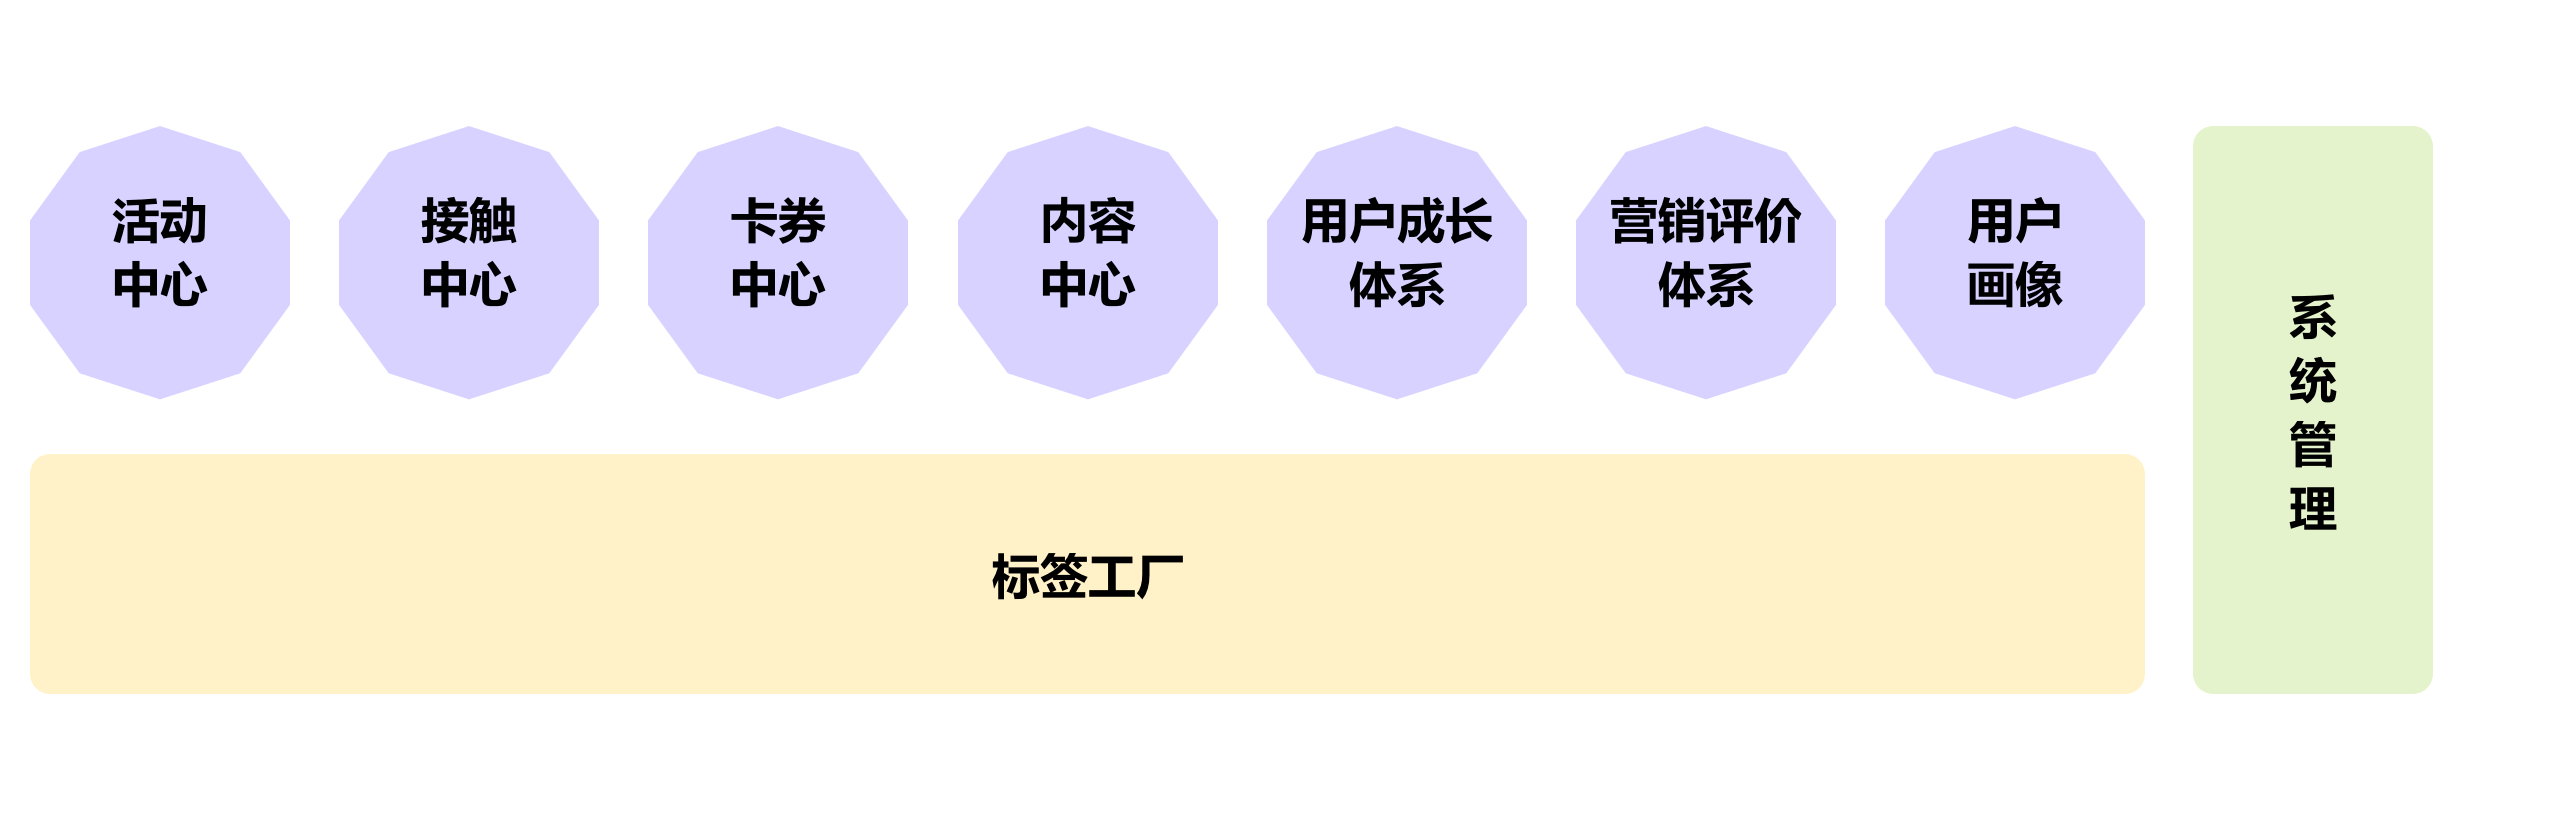 活动
中心
接触
中心
卡券
中心
内容
中心
用户成长
体系
营销评价
体系
用户
画像
系
统
管
理
标签工厂